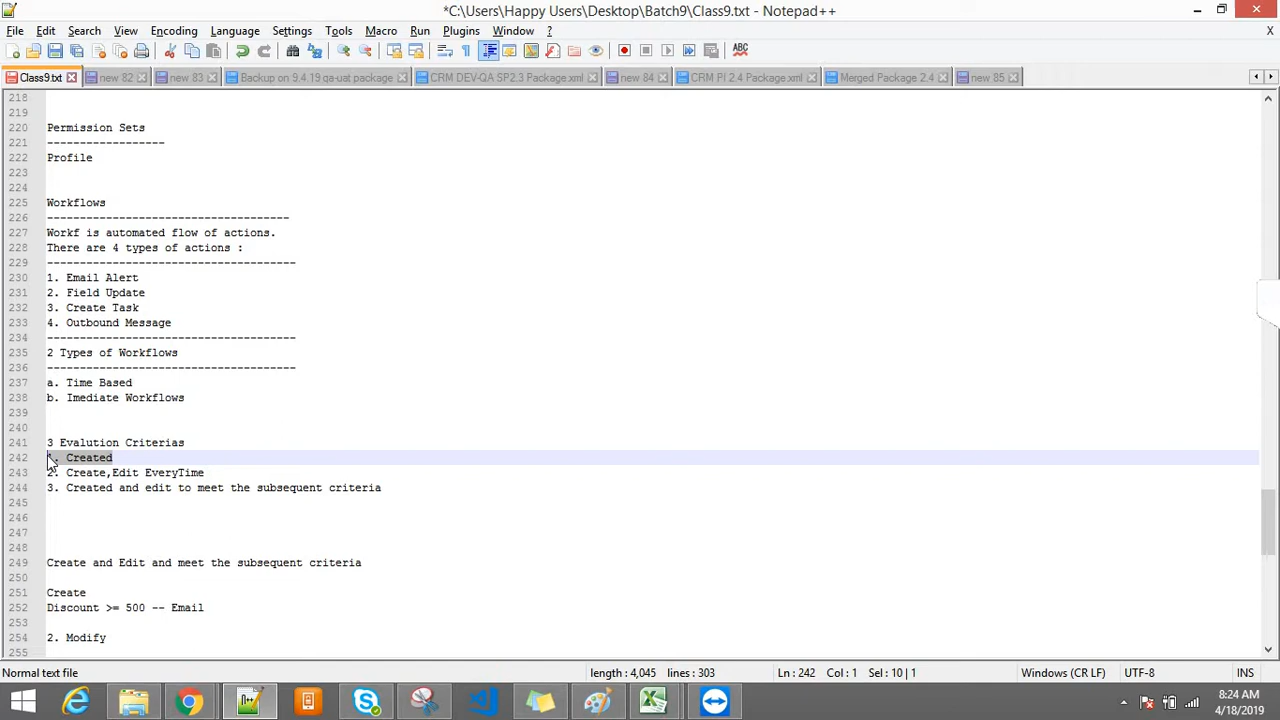 *C:\Users\Happy Users\Desktop\Batch9\Class9.txt - Notepad++
File Edit Search View Encoding Language Settings Tools Macro Run Plugins Window ? X
Class9.txt new 82 new 83 Backup on 9.4.19 qa-uat package CRM DEV-QA SP2.3 Package.xml new 84 CRM PI 2.4 Package.xml Merged Package 2.0 new 85
218
219
220 Permission Sets
221 ------------------
222 Profile
223
224
225 Workflows
226 -------------------------------------
227 Workf is automated flow of actions.
228 There are 4 types of actions :
229 --------------------------------------
230 1. Email Alert
231 2. Field Update
232 3. Create Task
233 4. Outbound Message
234 --------------------------------------
235 2 Types of Workflows
236 --------------------------------------
237 a. Time Based
238 b. Imediate Workflows
239
240
241 3 Evalution Criterias
242 1. Created
243 2. Create,Edit EveryTime
244 3. Created and edit to meet the subsequent criteria
245
246
247
248
249 Create and Edit and meet the subsequent criteria
250
251 Create
252 Discount >= 500 -- Email
253
254 2. Modify
255
Normal text file length : 4,045 lines : 303 Ln : 242 Col : 1 Sel : 10 | 1 Windows (CR LF) UTF-8 INS
8:24 AM
4/18/2019